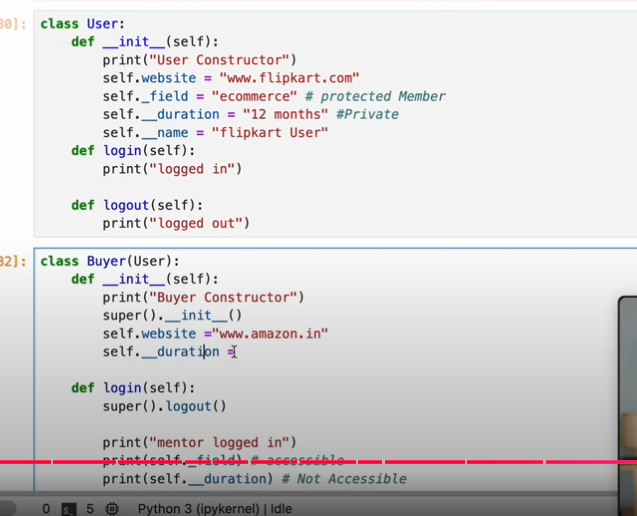 30]:
class User:
def __init__(self):
print("User Constructor")
self.website = "www.flipkart.com"
self._field = "ecommerce" # protected Member
self.__duration = "12 months" #Private
self.__name = "flipkart User"
def login(self):
print("logged in")
def logout(self):
print("logged out")
32]:
class Buyer(User):
def __init__(self):
print("Buyer Constructor")
super().__init__()
self.website ="www.amazon.in"
self.__duration =
def login(self):
super().logout()
print("mentor logged in")
print(self._field) # accessible
print(self.__duration) # Not Accessible
0 5 Python 3 (ipykernel) | Idle